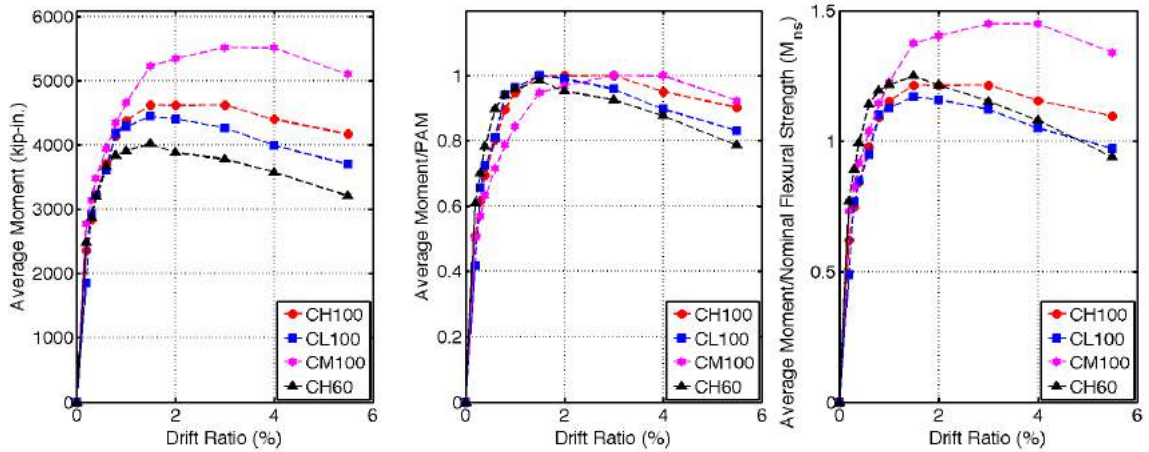 Average Moment (kip-in.)
6000
5000
4000
3000
2000
1000
0
0 2 4 6
Drift Ratio (%)
CH100
CL100
CM100
CH60
Average Moment/PAM
1
0.8
0.6
0.4
0.2
0
0 2 4 6
Drift Ratio (%)
CH100
CL100
CM100
CH60
Average Moment/Nominal Flexural Strength (Mns)
1.5
1
0.5
0
0 2 4 6
Drift Ratio (%)
CH100
CL100
CM100
CH60